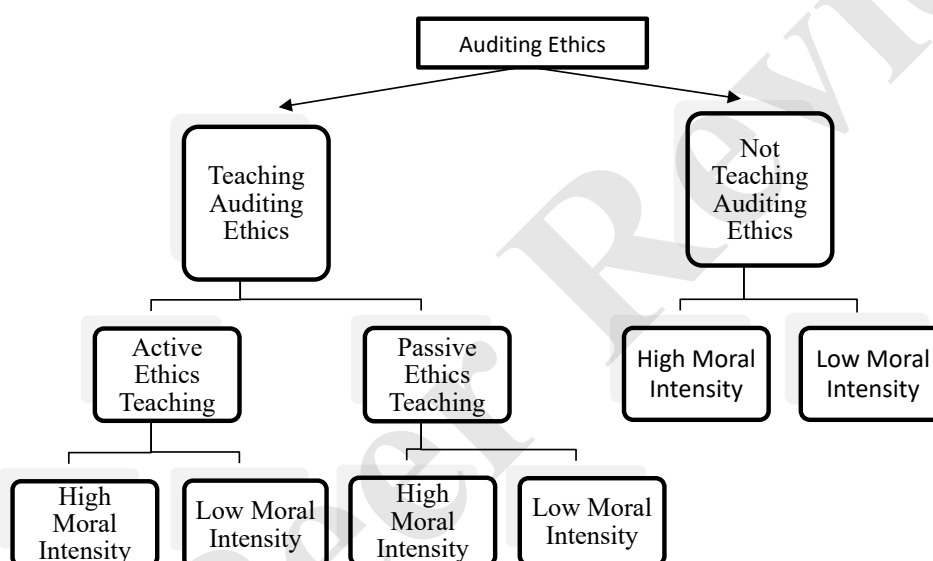 Auditing Ethics
Teaching
Auditing
Ethics
Not
Teaching
Auditing
Ethics
Active
Ethics
Teaching
Passive
Ethics
Teaching
High Moral
Intensity
Low Moral
Intensity
High
Moral
Intensity
Low Moral
Intensity
High
Moral
Intensity
Low Moral
Intensity